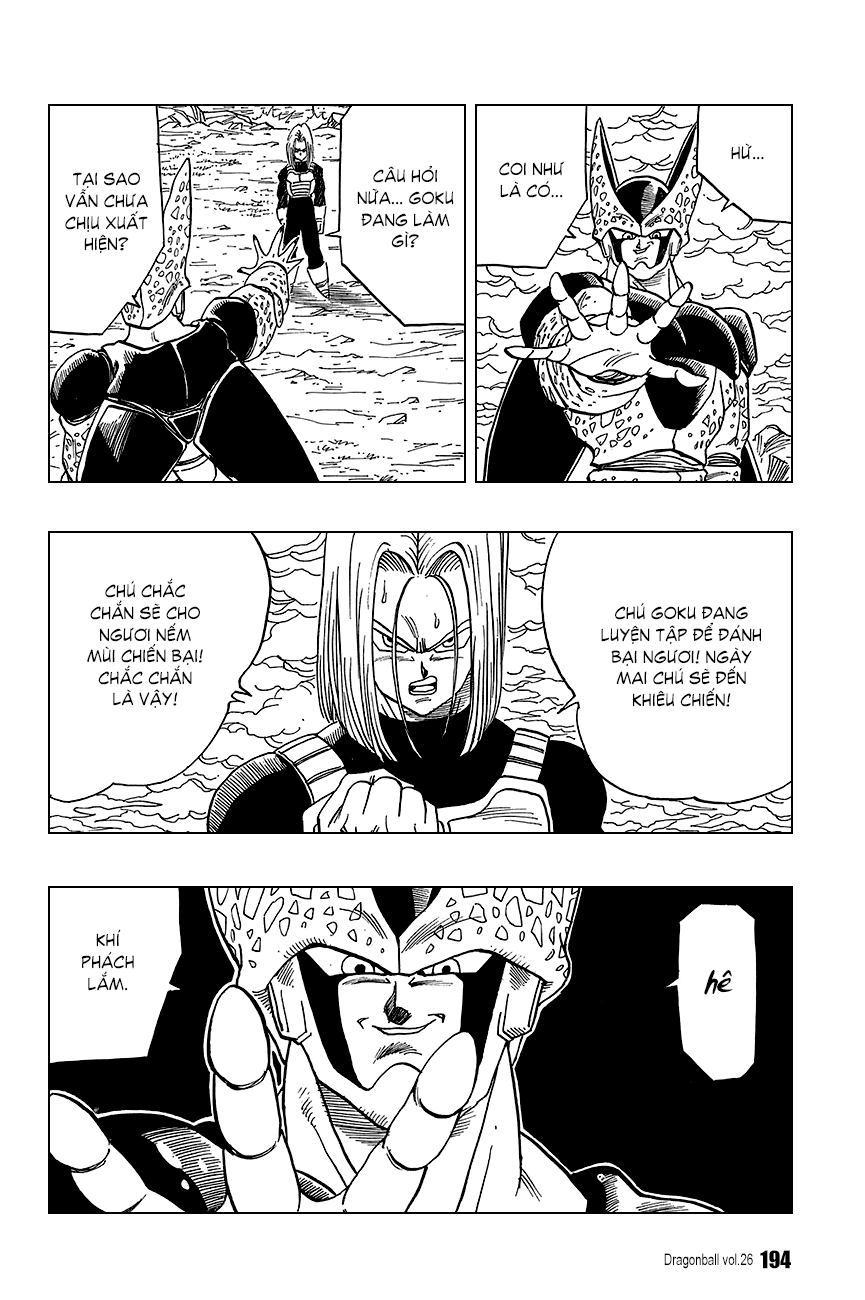 HỪ...
COI NHƯ
LÀ CÓ...
CÂU HỎI
NỮA... GOKU
ĐANG LÀM
GÌ?
TẠI SAO
VẪN CHƯA
CHỊU XUẤT
HIỆN?
CHÚ GOKU ĐANG
LUYỆN TẬP ĐỂ ĐÁNH
BẠI NGƯƠI! NGÀY
MAI CHÚ SẼ ĐẾN
KHIÊU CHIẾN!
CHÚ CHẮC
CHẮN SẼ CHO
NGƯƠI NẾM
MÙI CHIẾN BẠI!
CHẮC CHẮN
LÀ VẬY!
hê
KHÍ
PHÁCH
LẮM.
Dragonball vol.26 194